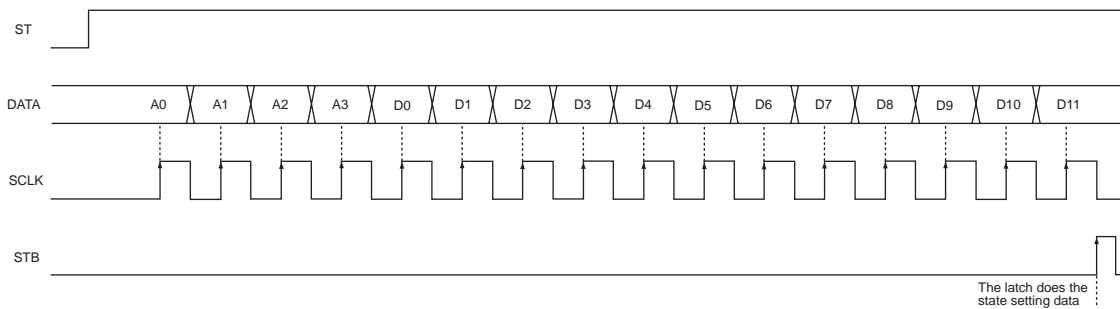 ST
DATA A0 A1 A2 A3 D0 D1 D2 D3 D4 D5 D6 D7 D8 D9 D10 D11
SCLK
STB
The latch does the
state setting data